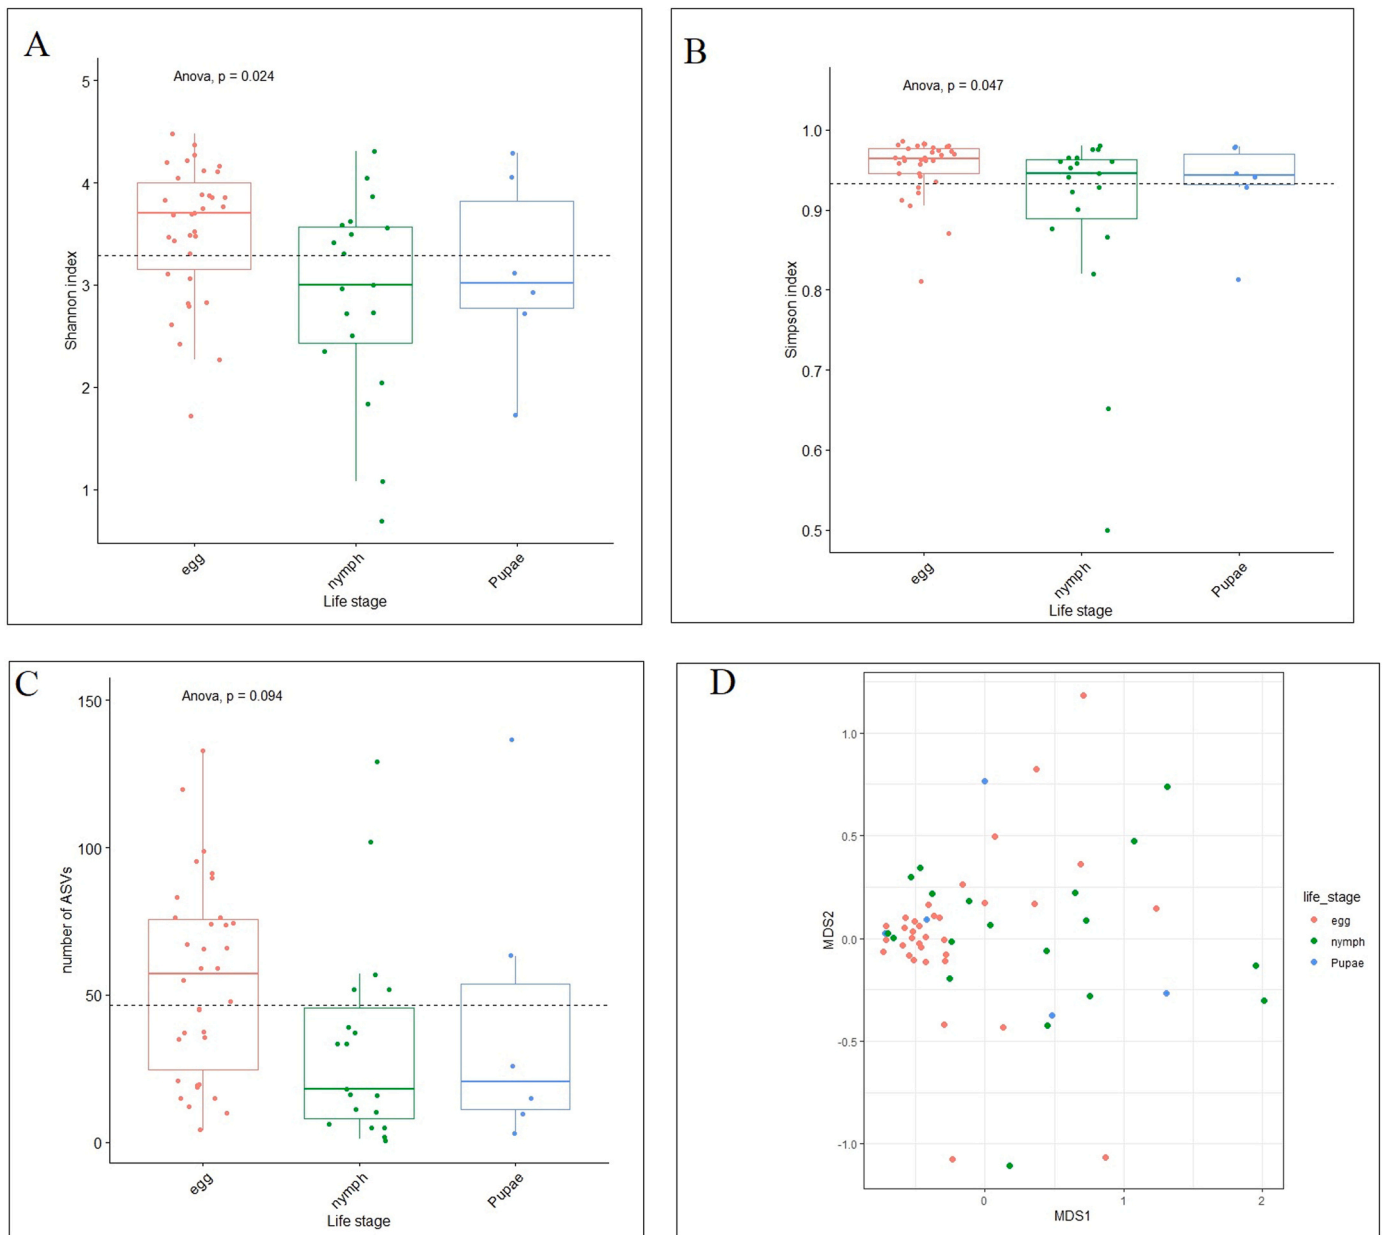 A
Anova, p = 0.024
5
4
3
2
1
Shannon index
egg
nymph
Pupae
Life stage
B
Anova, p = 0.047
1.0
0.9
0.8
0.7
0.6
0.5
Simpson index
egg
nymph
Pupae
Life stage
C
Anova, p = 0.094
150
100
50
0
number of ASVs
egg
nymph
Pupae
Life stage
D
1.0
0.5
0.0
-0.5
-1.0
MDS2
0
1
2
MDS1
life_stage
egg
nymph
Pupae